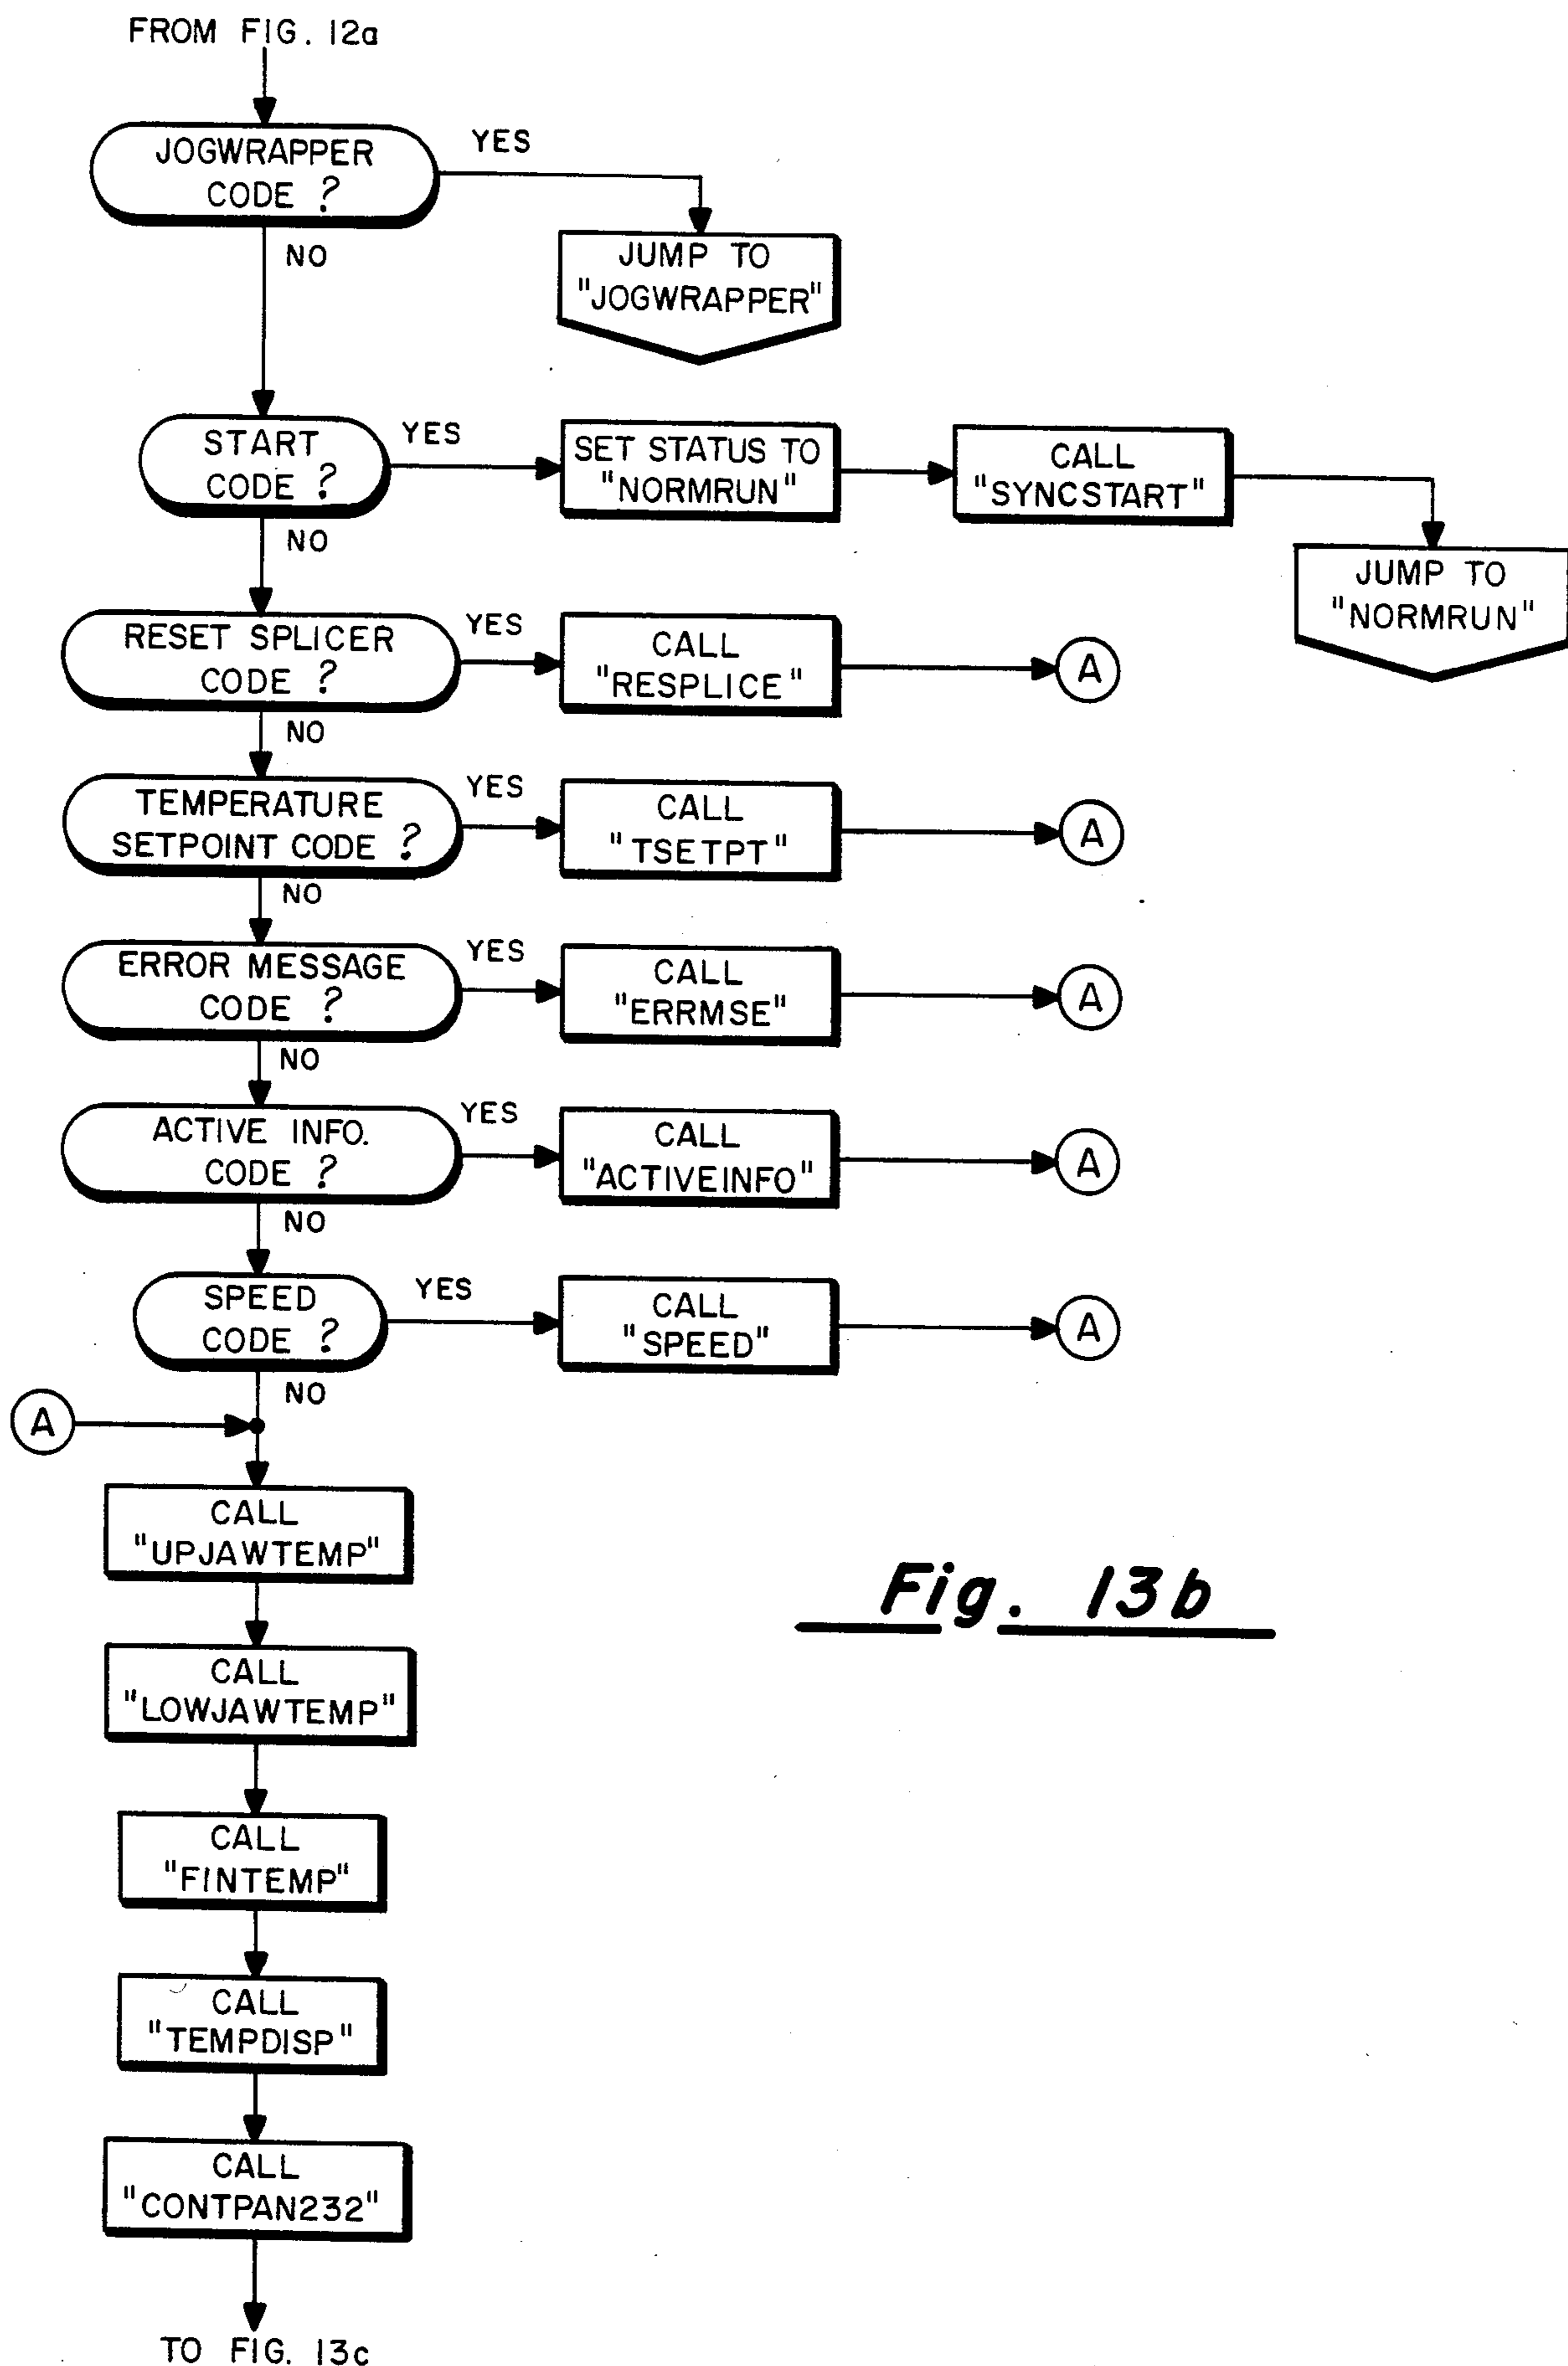 FROM FIG. 12a
JOGWRAPPER
CODE ?
YES
NO
JUMP TO
"JOGWRAPPER"
START
CODE ?
YES
NO
SET STATUS TO
"NORMRUN"
CALL
"SYNCSTART"
JUMP TO
"NORMRUN"
RESET SPLICER
CODE ?
YES
NO
CALL
"RESPLICE"
A
TEMPERATURE
SETPOINT CODE ?
YES
NO
CALL
"TSETPT"
A
ERROR MESSAGE
CODE ?
YES
NO
CALL
"ERRMSE"
A
ACTIVE INFO.
CODE ?
YES
NO
CALL
"ACTIVEINFO"
A
SPEED
CODE ?
YES
NO
CALL
"SPEED"
A
A
CALL
"UPJAWTEMP"
CALL
"LOWJAWTEMP"
CALL
"FINTEMP"
CALL
"TEMPDISP"
CALL
"CONTPAN232"
TO FIG. 13c
Fig. 13b